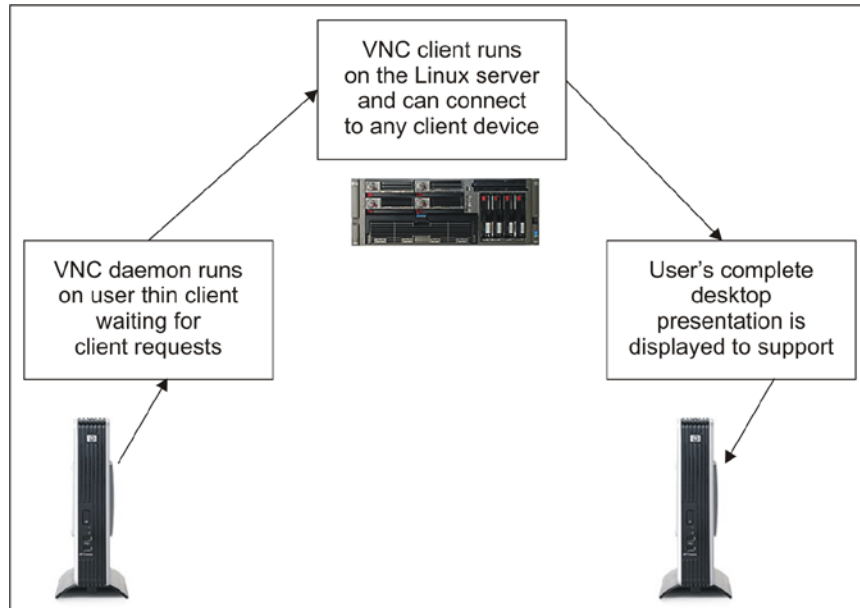 VNC client runs
on the Linux server
and can connect
to any client device
VNC daemon runs
on user thin client
waiting for
client requests
User's complete
desktop
presentation is
displayed to support